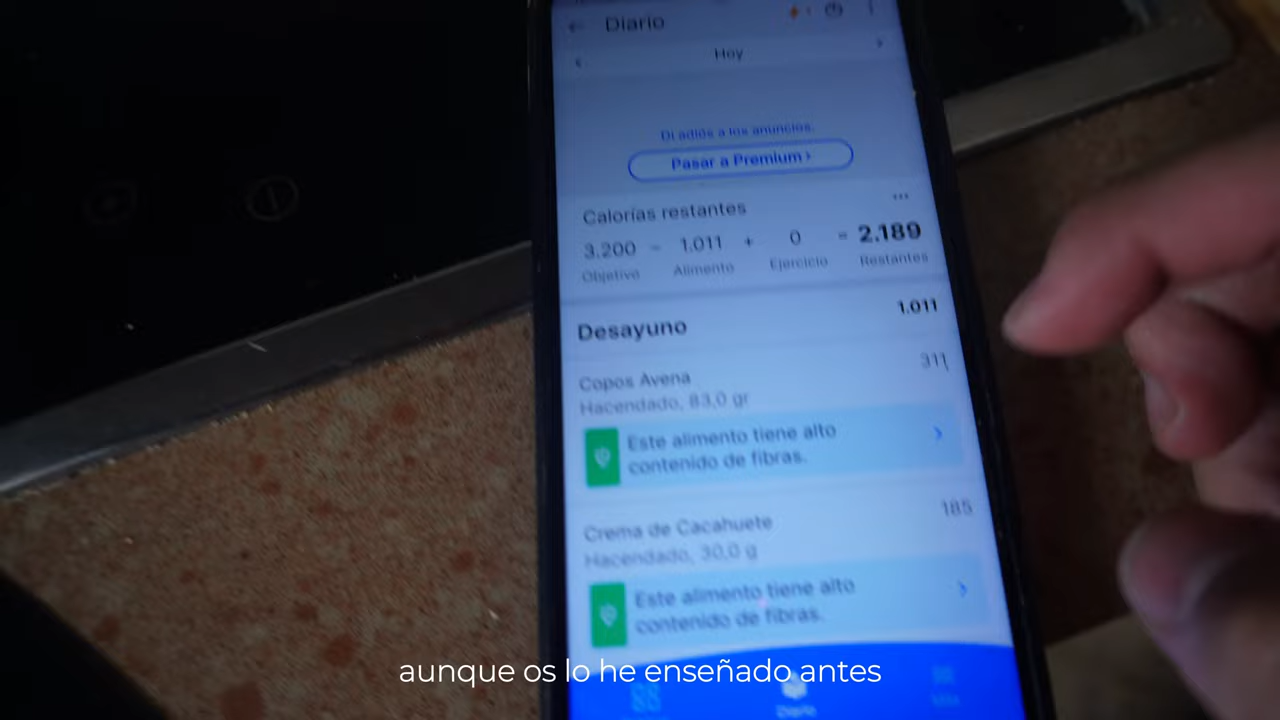 Diario
Hoy
Di adiós a los anuncios.
Pasar a Premium ›
Calorías restantes
3.200 - 1.011 + 0 = 2.189
Objetivo Alimento Ejercicio Restantes
Desayuno 1.011
Copos Avena 311
Hacendado, 83,0 gr
Este alimento tiene alto
contenido de fibras.
Crema de Cacahuete 185
Hacendado, 30,0 g
Este alimento tiene alto
contenido de fibras.
aunque os lo he enseñado antes
Diario